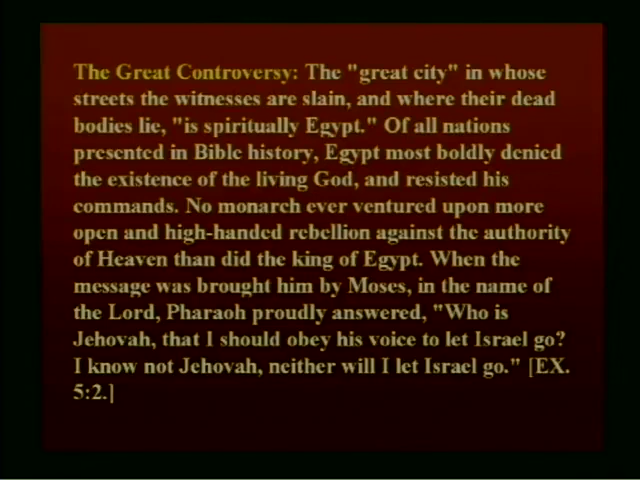 The Great Controversy: The "great city" in whose
streets the witnesses are slain, and where their dead
bodies lie, "is spiritually Egypt." Of all nations
presented in Bible history, Egypt most boldly denied
the existence of the living God, and resisted his
commands. No monarch ever ventured upon more
open and high-handed rebellion against the authority
of Heaven than did the king of Egypt. When the
message was brought him by Moses, in the name of
the Lord, Pharaoh proudly answered, "Who is
Jehovah, that I should obey his voice to let Israel go?
I know not Jehovah, neither will I let Israel go." [EX.
5:2.]